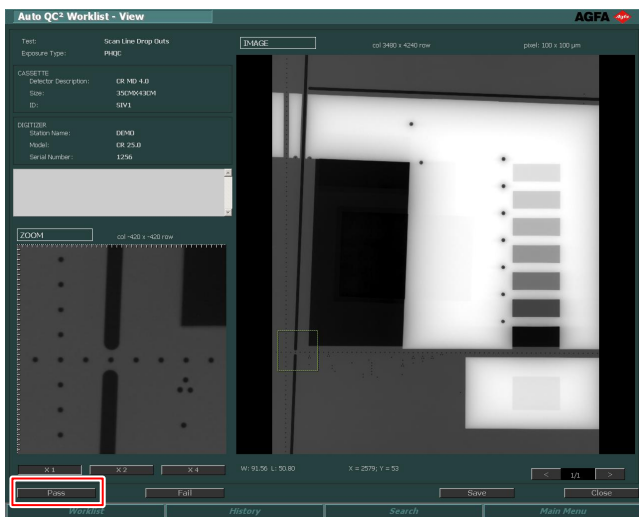 Auto QC² Worklist - View
AGFA Agfa
Test: Scan Line Drop Outs
Exposure Type: PHQC
CASSETTE
Detector Description: CR MD 4.0
Size: 35CMX43CM
ID: SIV1
DIGITIZER
Station Name: DEMO
Model: CR 25.0
Serial Number: 1256
ZOOM col -420 x -420 row
IMAGE col 3480 x 4240 row pixel: 100 x 100 µm
X 1 X 2 X 4
W: 91.56 L: 50.80 X = 2579; Y = 53
< 1/1 >
Pass Fail Save Close
Worklist History Search Main Menu